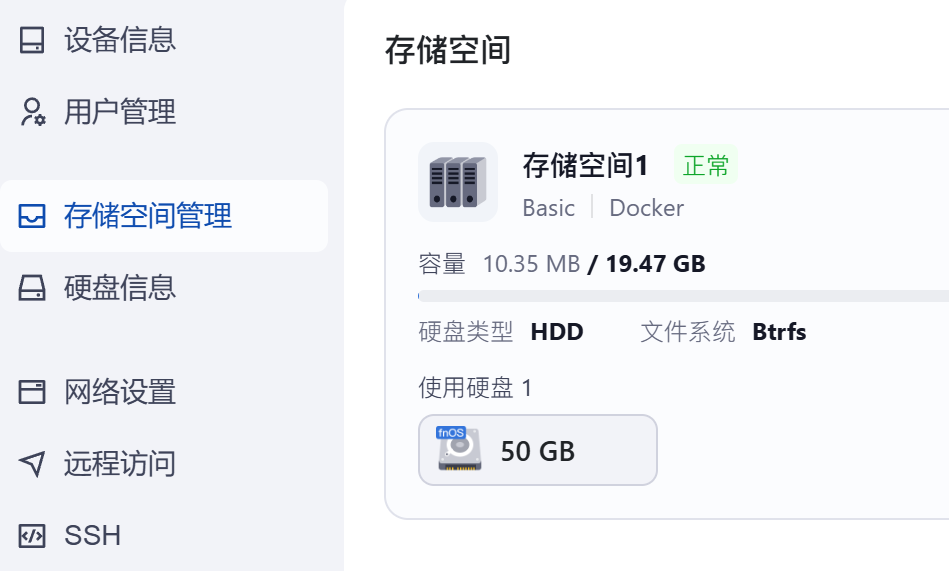 设备信息
用户管理
存储空间管理
硬盘信息
网络设置
远程访问
SSH
存储空间
存储空间1 正常
Basic Docker
容量 10.35 MB / 19.47 GB
硬盘类型 HDD 文件系统 Btrfs
使用硬盘 1
fnOS
50 GB